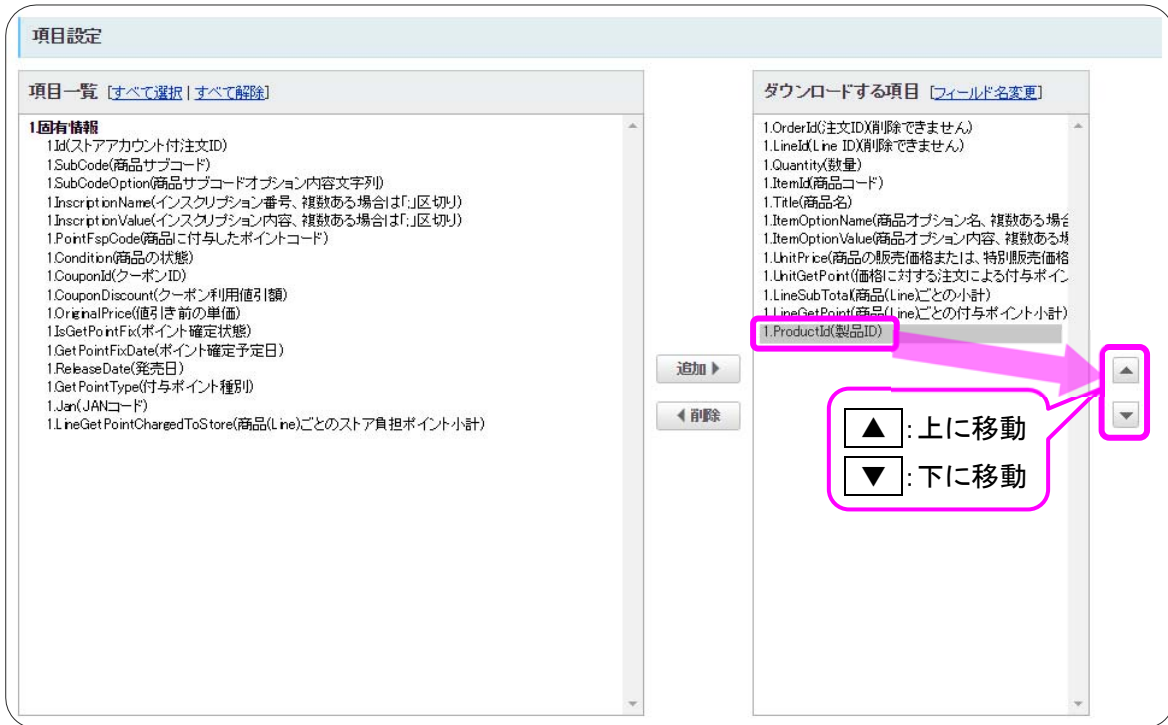 項目設定
項目一覧 [すべて選択 | すべて解除]
1.固有情報
1.Id(ストアアカウント付注文ID)
1.SubCode(商品サブコード)
1.SubCodeOption(商品サブコードオプション内容文字列)
1.InscriptionName(インスクリプション番号、複数ある場合は「;」区切り)
1.InscriptionValue(インスクリプション内容、複数ある場合は「;」区切り)
1.PointFspCode(商品に付与したポイントコード)
1.Condition(商品の状態)
1.CouponId(クーポンID)
1.CouponDiscount(クーポン利用値引額)
1.OriginalPrice(値引き前の単価)
1.IsGetPointFix(ポイント確定状態)
1.GetPointFixDate(ポイント確定予定日)
1.ReleaseDate(発売日)
1.GetPointType(付与ポイント種別)
1.Jan(JANコード)
1.LineGetPointChargedToStore(商品(Line)ごとのストア負担ポイント小計)
追加 ▶
◀ 削除
ダウンロードする項目 [フィールド名変更]
1.OrderId(注文ID)(削除できません)
1.LineId(Line ID)(削除できません)
1.Quantity(数量)
1.ItemId(商品コード)
1.Title(商品名)
1.ItemOptionName(商品オプション名、複数ある場合
1.ItemOptionValue(商品オプション内容、複数ある場
1.UnitPrice(商品の販売価格または、特別販売価格
1.UnitGetPoint(価格に対する注文による付与ポイン
1.LineSubTotal(商品(Line)ごとの小計)
1.LineGetPoint(商品(Line)ごとの付与ポイント小計)
1.ProductId(製品ID)
▲:上に移動
▼:下に移動